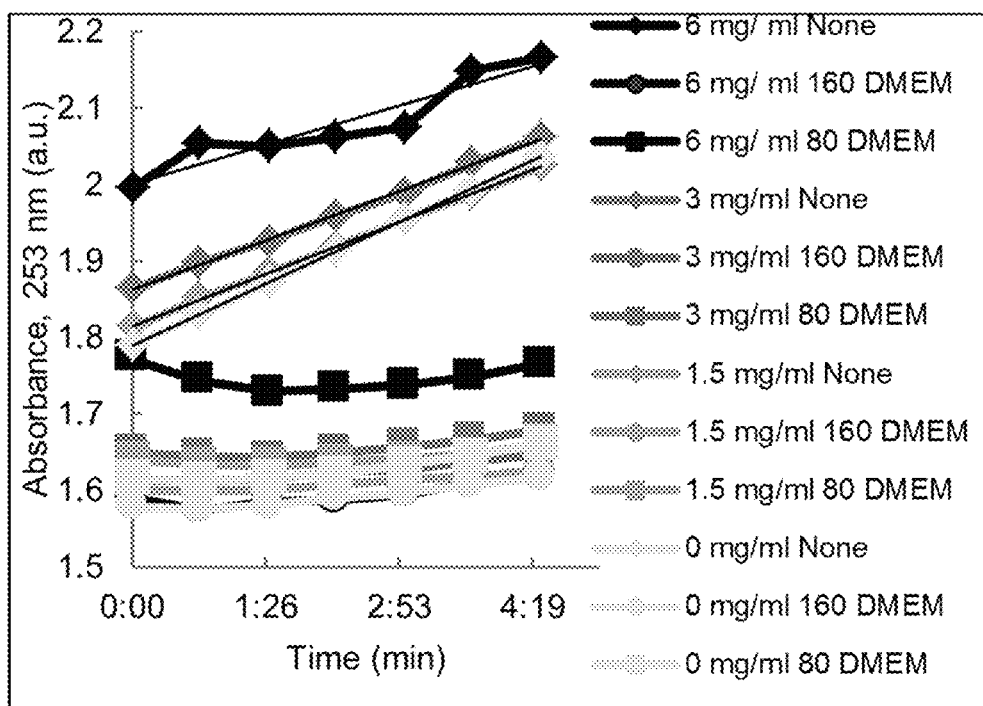 Absorbance, 253 nm (a.u.)
2.2
2.1
2
1.9
1.8
1.7
1.6
1.5
0:00 1:26 2:53 4:19
Time (min)
6 mg/ ml None
6 mg/ ml 160 DMEM
6 mg/ ml 80 DMEM
3 mg/ml None
3 mg/ml 160 DMEM
3 mg/ml 80 DMEM
1.5 mg/ml None
1.5 mg/ml 160 DMEM
1.5 mg/ml 80 DMEM
0 mg/ml None
0 mg/ml 160 DMEM
0 mg/ml 80 DMEM